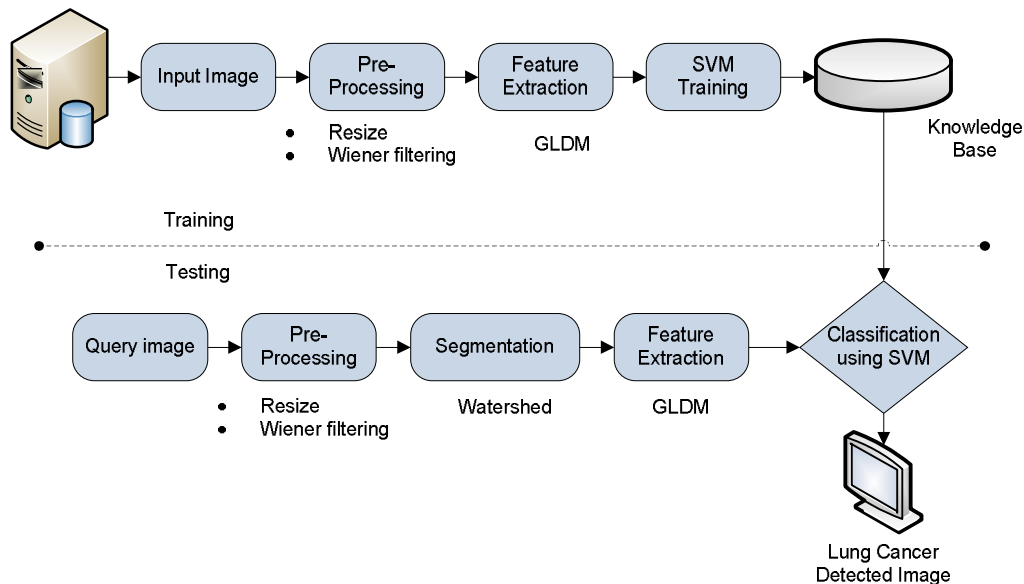 Input Image
Pre-
Processing
Feature
Extraction
SVM
Training
• Resize
• Wiener filtering
GLDM
Knowledge
Base
Training
Testing
Query image
Pre-
Processing
Segmentation
Feature
Extraction
Classification
using SVM
• Resize
• Wiener filtering
Watershed
GLDM
Lung Cancer
Detected Image